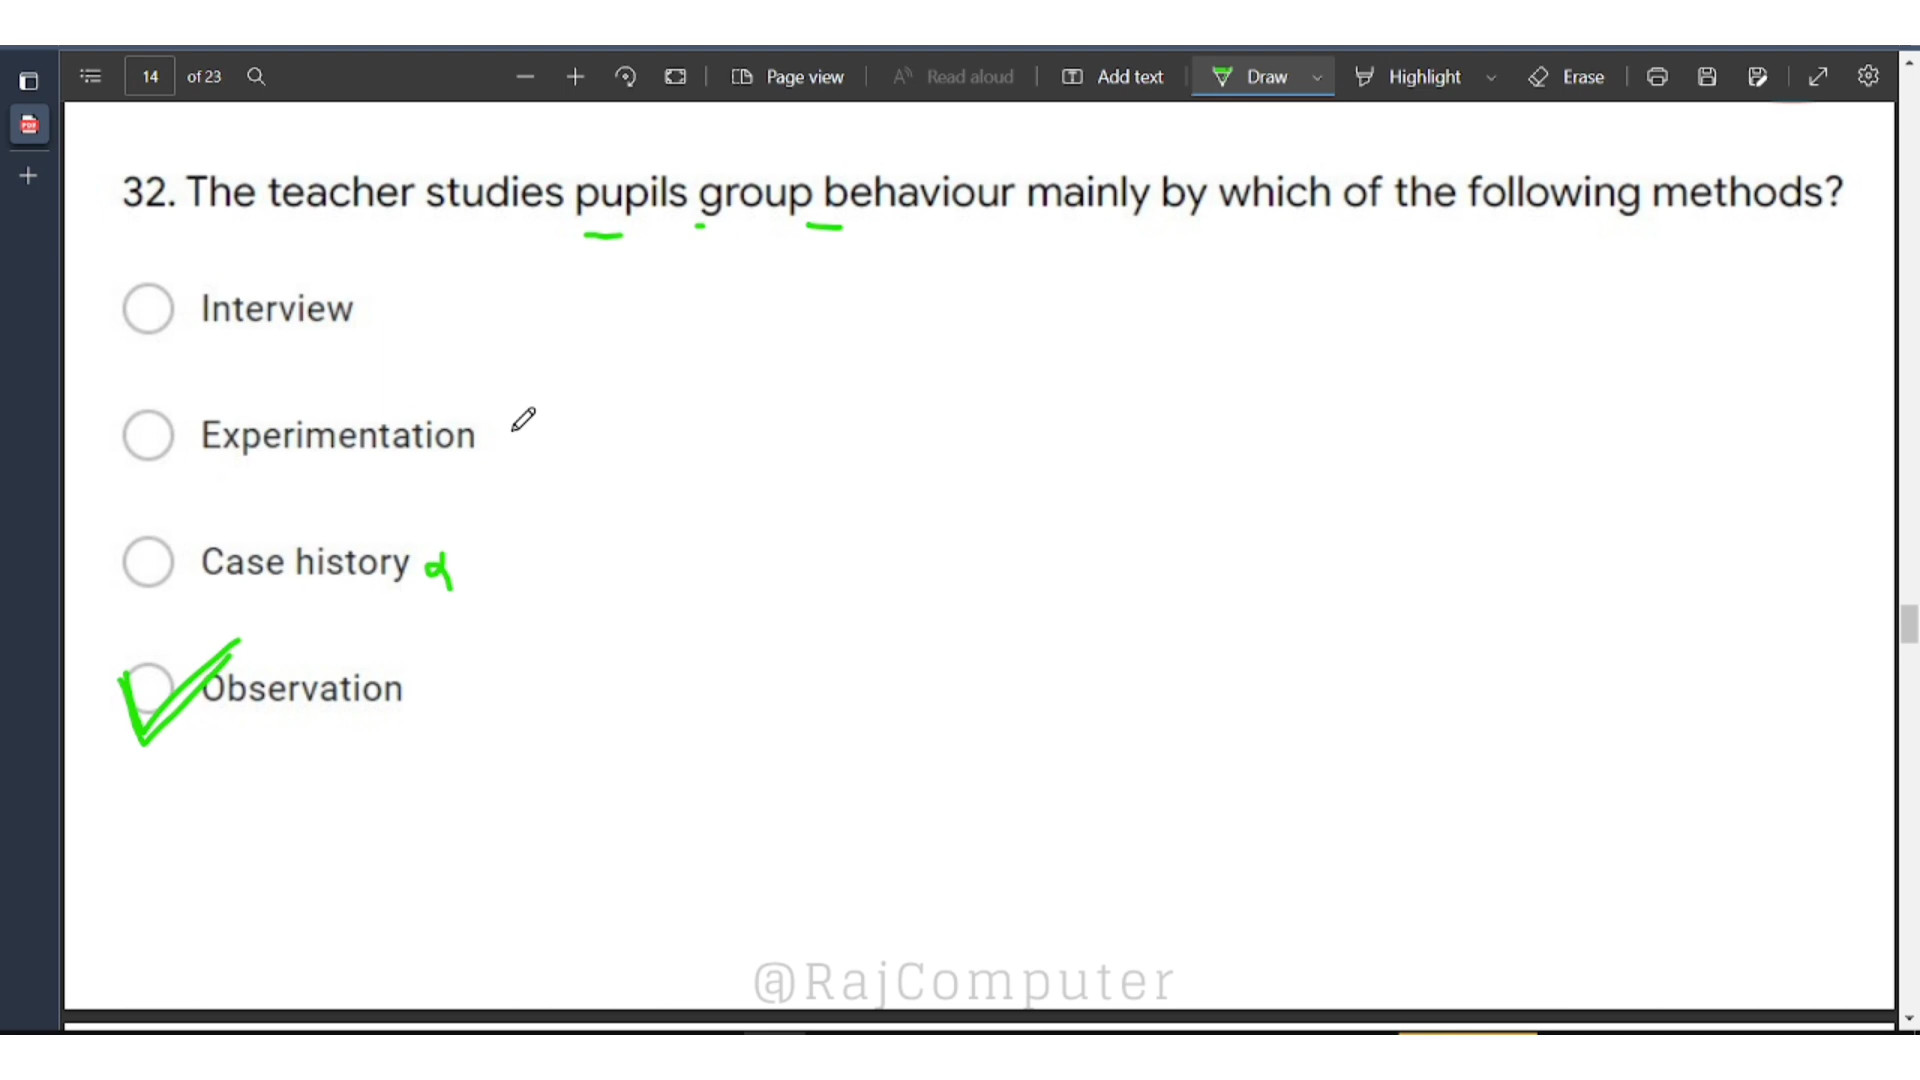 14 of 23 Page view Read aloud Add text Draw Highlight Erase
PDF
32. The teacher studies pupils group behaviour mainly by which of the following methods?
Interview
Experimentation
Case history
Observation
@RajComputer